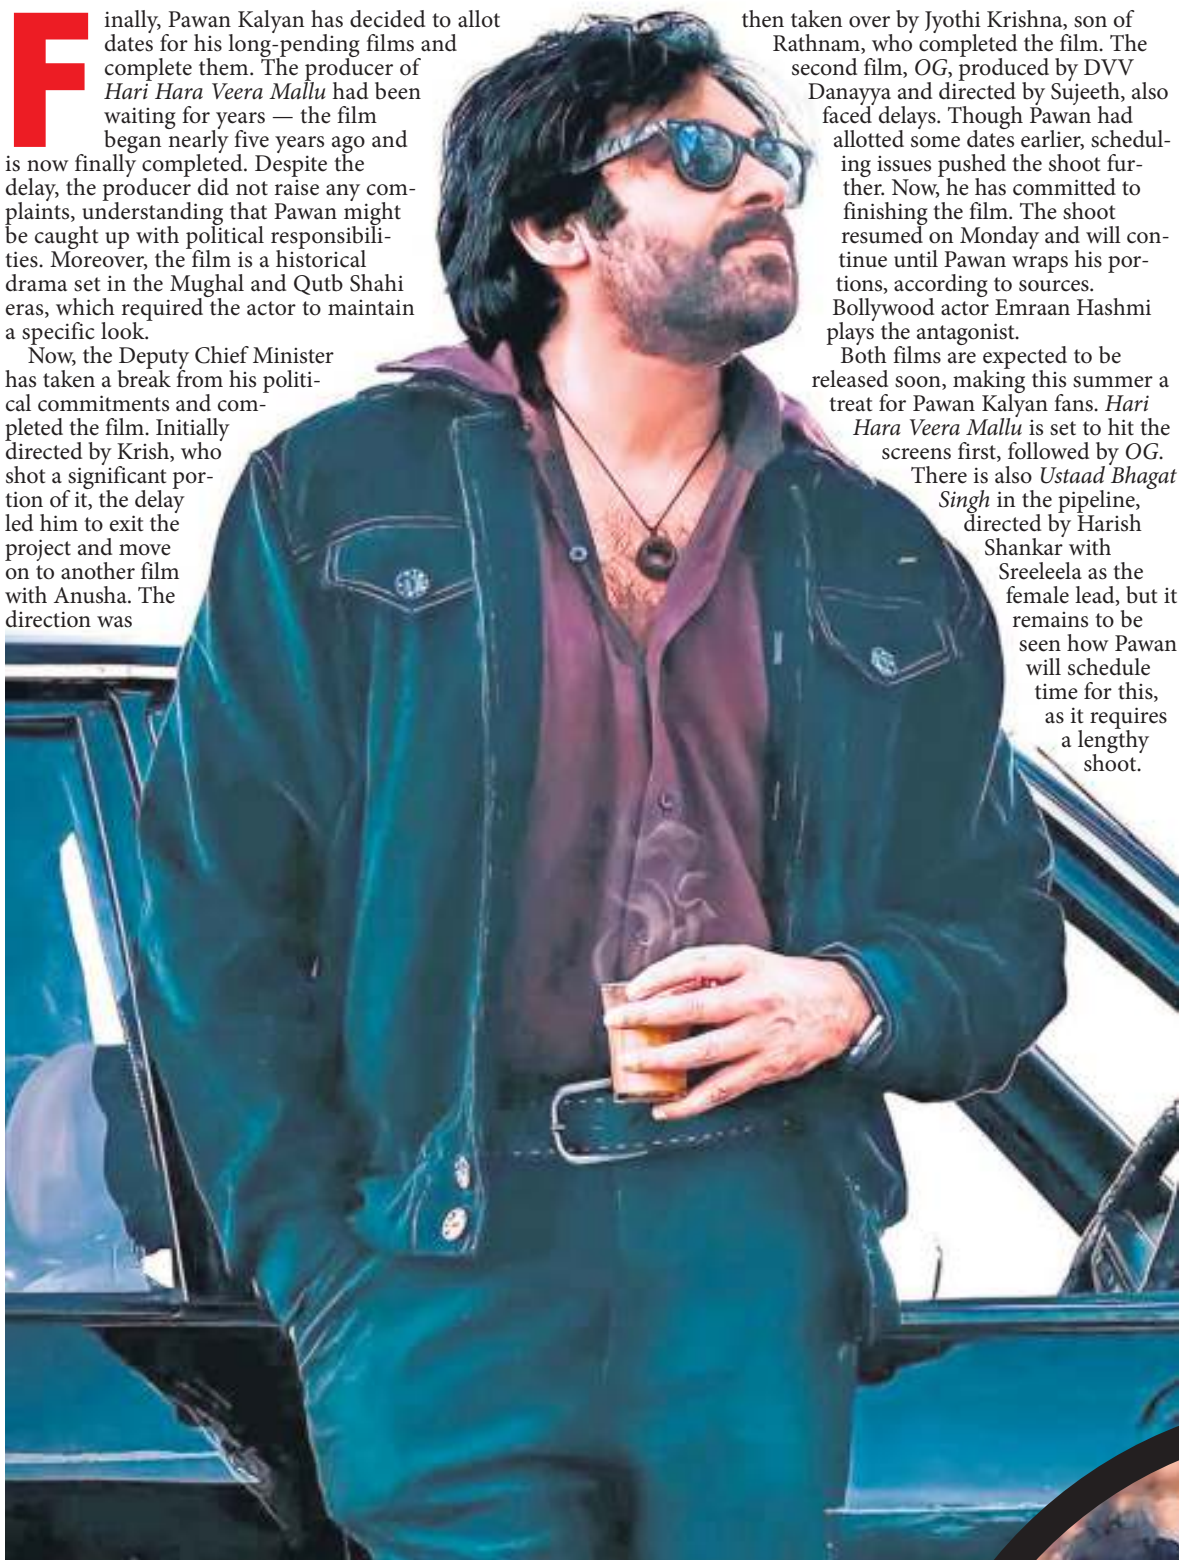 Finally, Pawan Kalyan has decided to allot
dates for his long-pending films and
complete them. The producer of
Hari Hara Veera Mallu had been
waiting for years — the film
began nearly five years ago and
is now finally completed. Despite the
delay, the producer did not raise any com-
plaints, understanding that Pawan might
be caught up with political responsibili-
ties. Moreover, the film is a historical
drama set in the Mughal and Qutb Shahi
eras, which required the actor to maintain
a specific look.
Now, the Deputy Chief Minister
has taken a break from his politi-
cal commitments and com-
pleted the film. Initially
directed by Krish, who
shot a significant por-
tion of it, the delay
led him to exit the
project and move
on to another film
with Anusha. The
direction was
then taken over by Jyothi Krishna, son of
Rathnam, who completed the film. The
second film, OG, produced by DVV
Danayya and directed by Sujeeth, also
faced delays. Though Pawan had
allotted some dates earlier, schedul-
ing issues pushed the shoot fur-
ther. Now, he has committed to
finishing the film. The shoot
resumed on Monday and will con-
tinue until Pawan wraps his por-
tions, according to sources.
Bollywood actor Emraan Hashmi
plays the antagonist.
Both films are expected to be
released soon, making this summer a
treat for Pawan Kalyan fans. Hari
Hara Veera Mallu is set to hit the
screens first, followed by OG.
There is also Ustaad Bhagat
Singh in the pipeline,
directed by Harish
Shankar with
Sreeleela as the
female lead, but it
remains to be
seen how Pawan
will schedule
time for this,
as it requires
a lengthy
shoot.